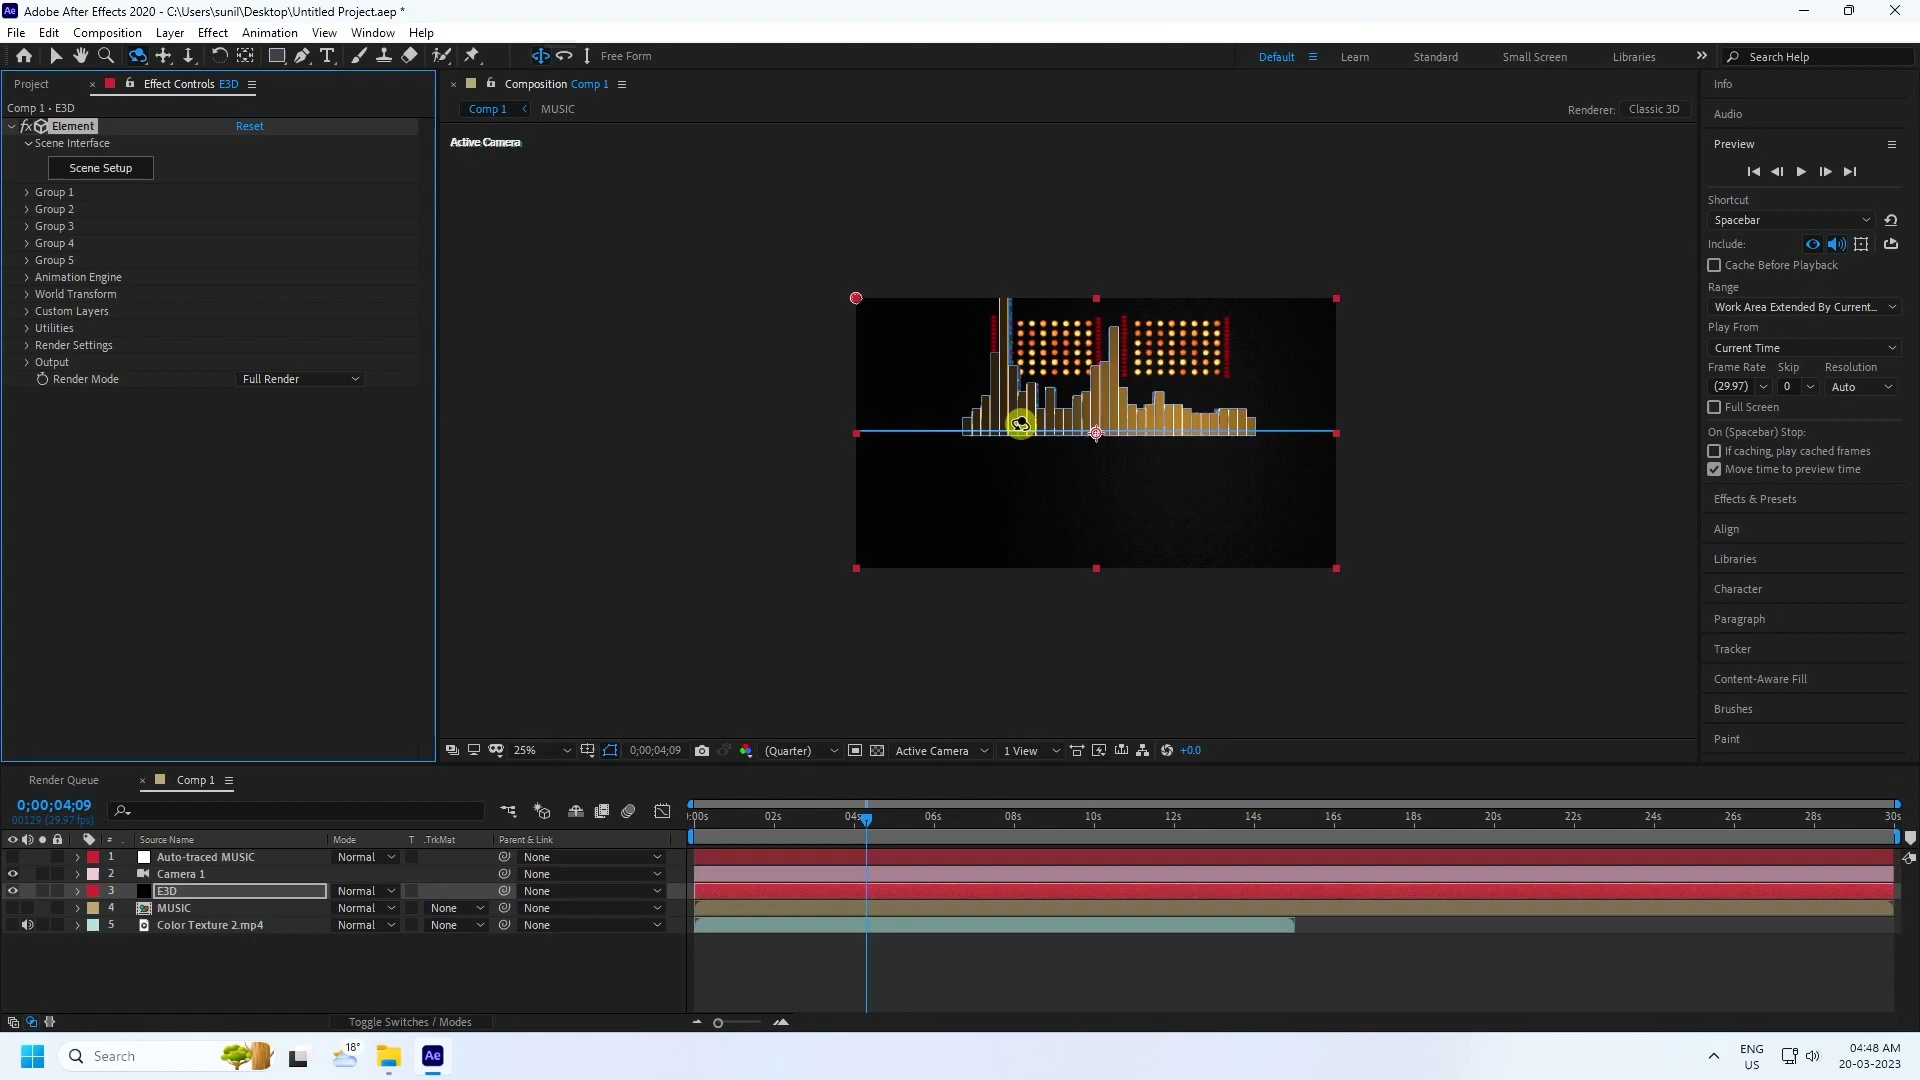 Adobe After Effects 2020 - C:\Users\sunil\Desktop\Untitled Project.aep *
File Edit Composition Layer Effect Animation View Window Help
Free Form
Default Learn Standard Small Screen Libraries Search Help
Project Effect Controls E3D
Composition Comp 1
Comp 1 • E3D
Comp 1 MUSIC
Renderer: Classic 3D
fx Element Reset
Scene Interface
Scene Setup
Group 1
Group 2
Group 3
Group 4
Group 5
Animation Engine
World Transform
Custom Layers
Utilities
Render Settings
Output
Render Mode Full Render
Active Camera
Info
Audio
Preview
Shortcut
Spacebar
Include:
Cache Before Playback
Range
Work Area Extended By Current...
Play From
Current Time
Frame Rate Skip Resolution
(29.97) 0 Auto
Full Screen
On (Spacebar) Stop:
If caching, play cached frames
Move time to preview time
Effects & Presets
Align
Libraries
Character
Paragraph
Tracker
Content-Aware Fill
Brushes
Paint
25% 0;00;04;09 (Quarter) Active Camera 1 View +0.0
Render Queue Comp 1
0;00;04;09
00129 (29.97 fps)
:00s 02s 04s 06s 08s 10s 12s 14s 16s 18s 20s 22s 24s 26s 28s 30s
# Source Name Mode T .TrkMat Parent & Link
1 Auto-traced MUSIC Normal None
2 Camera 1 None
3 E3D Normal None
4 MUSIC Normal None None
5 Color Texture 2.mp4 Normal None None
Toggle Switches / Modes
Search
18°
Ae
ENG
US
04:48 AM
20-03-2023